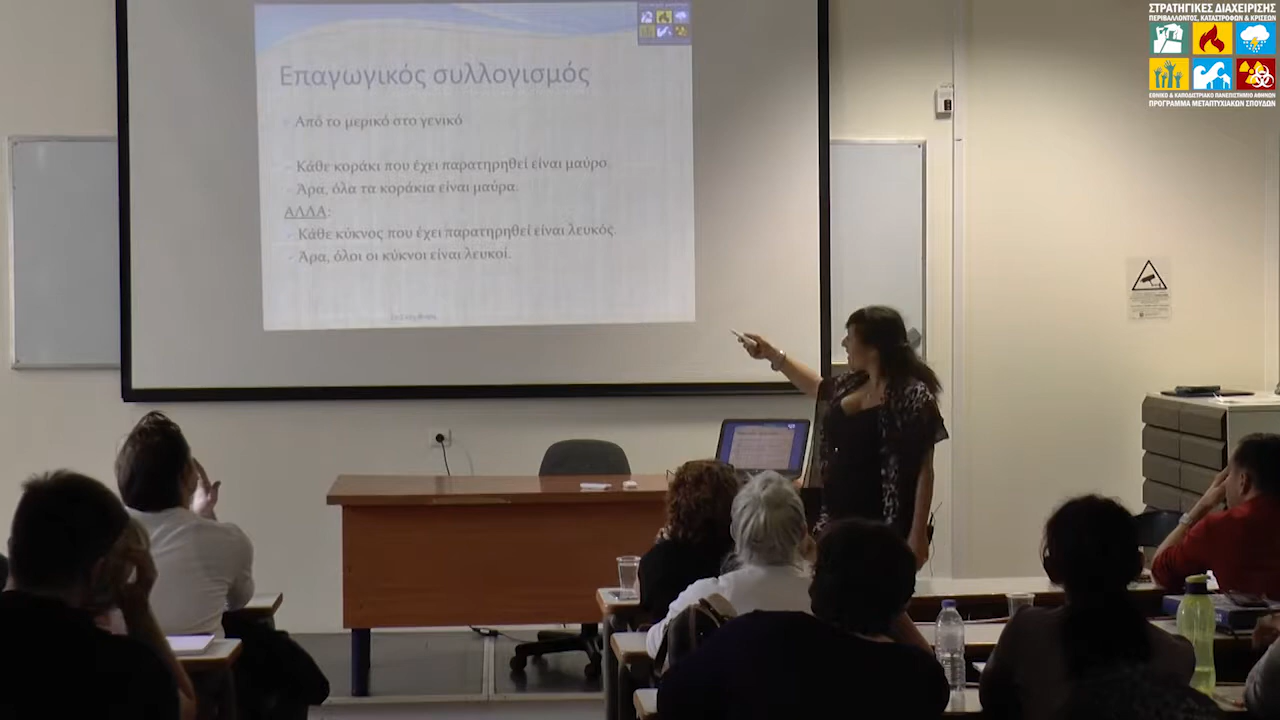 ΣΤΡΑΤΗΓΙΚΕΣ ΔΙΑΧΕΙΡΙΣΗΣ
ΠΕΡΙΒΑΛΛΟΝΤΟΣ, ΚΑΤΑΣΤΡΟΦΩΝ & ΚΡΙΣΕΩΝ
ΕΘΝΙΚΟ & ΚΑΠΟΔΙΣΤΡΙΑΚΟ ΠΑΝΕΠΙΣΤΗΜΙΟ ΑΘΗΝΩΝ
ΠΡΟΓΡΑΜΜΑ ΜΕΤΑΠΤΥΧΙΑΚΩΝ ΣΠΟΥΔΩΝ
Επαγωγικός συλλογισμός
Από το μερικό στο γενικό
Κάθε κοράκι που έχει παρατηρηθεί είναι μαύρο.
Άρα, όλα τα κοράκια είναι μαύρα.
ΑΛΛΑ:
Κάθε κύκνος που έχει παρατηρηθεί είναι λευκός.
Άρα, όλοι οι κύκνοι είναι λευκοί.